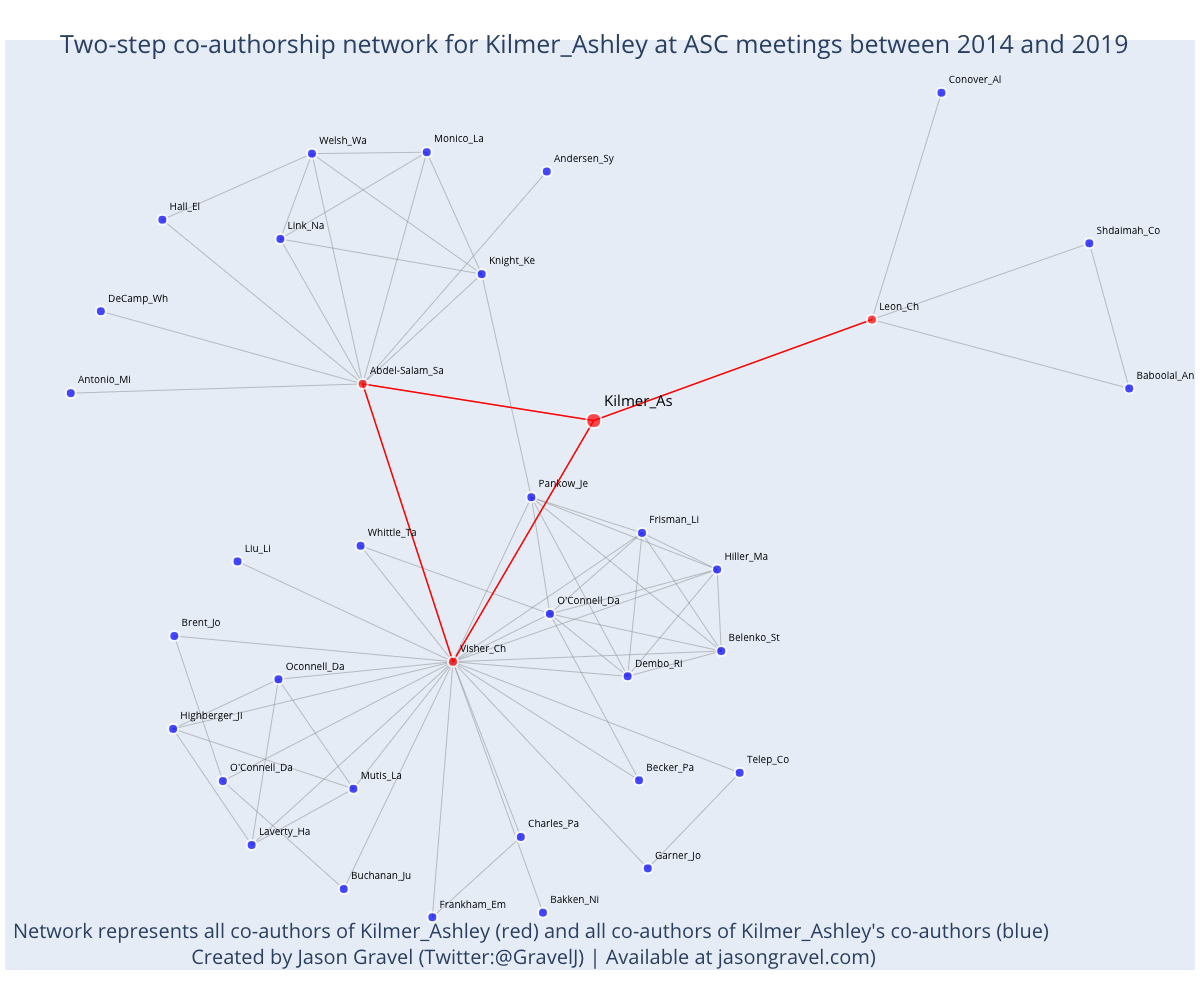 Two-step co-authorship network for Kilmer_Ashley at ASC meetings between 2014 and 2019
Conover_Al
Welsh_Wa
Monico_La
Andersen_Sy
Hall_El
Link_Na
Shdaimah_Co
Knight_Ke
DeCamp_Wh
Leon_Ch
Abdel-Salam_Sa
Antonio_Mi
Baboolal_An
Kilmer_As
Pankow_Je
Frisman_Li
Whittle_Ta
Liu_Li
Hiller_Ma
O'Connell_Da
Brent_Jo
Belenko_St
Visher_Ch
Oconnell_Da
Dembo_Ri
Highberger_Ji
O'Connell_Da
Mutis_La
Becker_Pa
Telep_Co
Laverty_Ha
Charles_Pa
Garner_Jo
Buchanan_Ju
Frankham_Em
Bakken_Ni
Network represents all co-authors of Kilmer_Ashley (red) and all co-authors of Kilmer_Ashley's co-authors (blue)
Created by Jason Gravel (Twitter:@GravelJ) | Available at jasongravel.com)